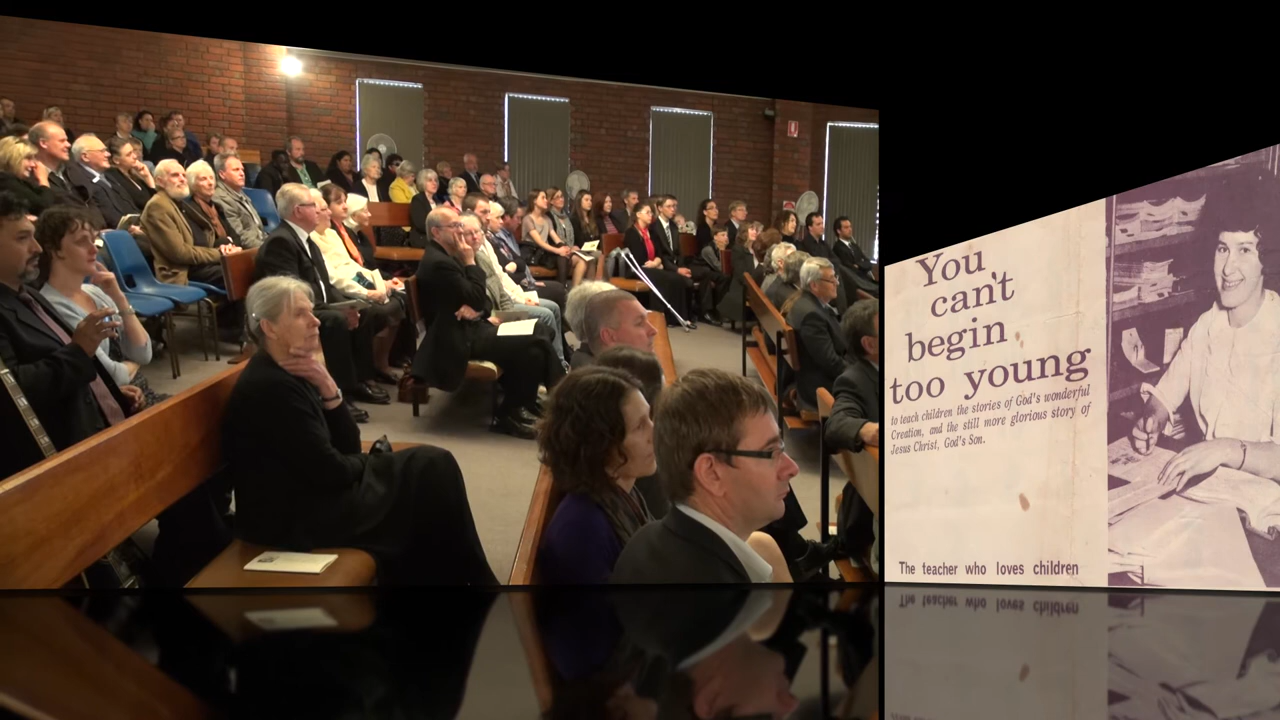 You
can't
begin
too young
to teach children the stories of God's wonderful
Creation, and the still more glorious story of
Jesus Christ, God's Son.
The teacher who loves children